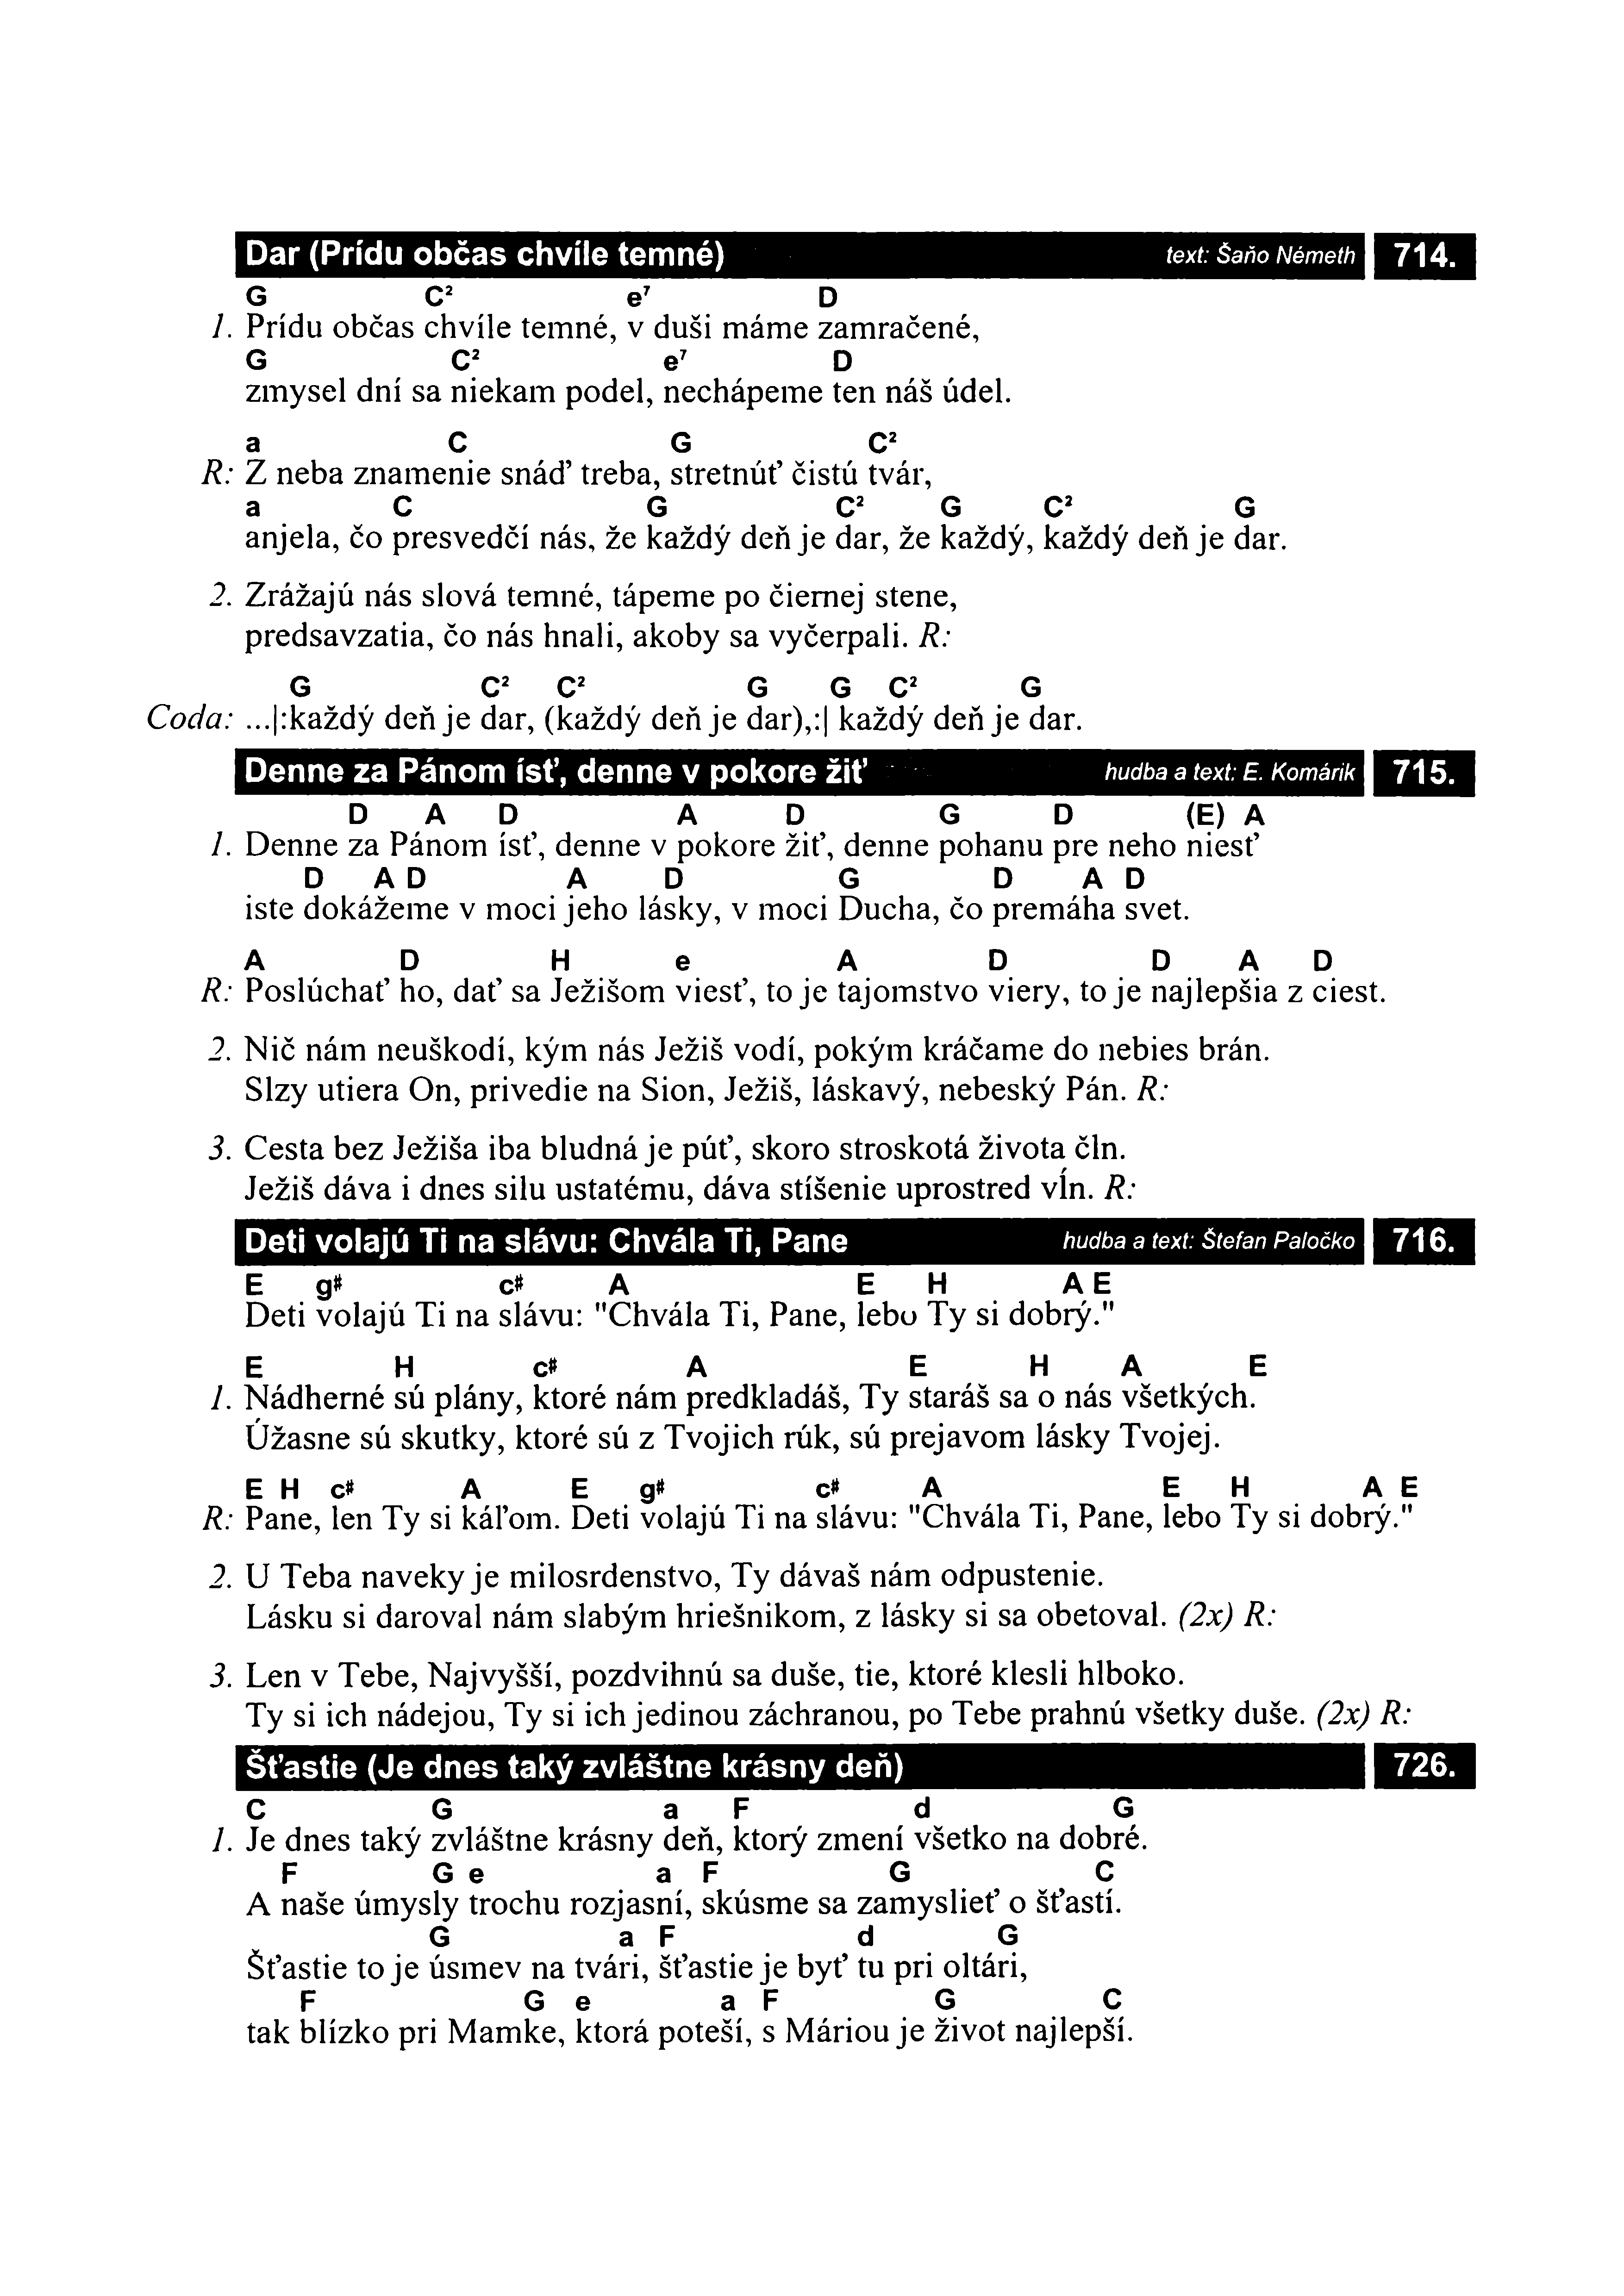 Dar (Prídu občas chvíle temné) text: Šaňo Németh 714.
G C² e⁷ D
1. Prídu občas chvíle temné, v duši máme zamračené,
G C² e⁷ D
zmysel dní sa niekam podel, nechápeme ten náš údel.
a C G C²
R: Z neba znamenie snáď treba, stretnúť čistú tvár,
a C G C² G C² G
anjela, čo presvedčí nás, že každý deň je dar, že každý, každý deň je dar.
2. Zrážajú nás slová temné, tápeme po čiernej stene,
predsavzatia, čo nás hnali, akoby sa vyčerpali. R:
G C² C² G G C² G
Coda: ...|:každý deň je dar, (každý deň je dar),:| každý deň je dar.
Denne za Pánom ísť, denne v pokore žiť hudba a text: E. Komárik 715.
D A D A D G D (E) A
1. Denne za Pánom ísť, denne v pokore žiť, denne pohanu pre neho niesť
D A D A D G D A D
iste dokážeme v moci jeho lásky, v moci Ducha, čo premáha svet.
A D H e A D D A D
R: Poslúchať ho, dať sa Ježišom viesť, to je tajomstvo viery, to je najlepšia z ciest.
2. Nič nám neuškodí, kým nás Ježiš vodí, pokým kráčame do nebies brán.
Slzy utiera On, privedie na Sion, Ježiš, láskavý, nebeský Pán. R:
3. Cesta bez Ježiša iba bludná je púť, skoro stroskotá života čln.
Ježiš dáva i dnes silu ustatému, dáva stíšenie uprostred vĺn. R:
Deti volajú Ti na slávu: Chvála Ti, Pane hudba a text: Štefan Paločko 716.
E g# c# A E H A E
Deti volajú Ti na slávu: "Chvála Ti, Pane, lebo Ty si dobrý."
E H c# A E H A E
1. Nádherné sú plány, ktoré nám predkladáš, Ty staráš sa o nás všetkých.
Úžasne sú skutky, ktoré sú z Tvojich rúk, sú prejavom lásky Tvojej.
E H c# A E g# c# A E H A E
R: Pane, len Ty si káľom. Deti volajú Ti na slávu: "Chvála Ti, Pane, lebo Ty si dobrý."
2. U Teba naveky je milosrdenstvo, Ty dávaš nám odpustenie.
Lásku si daroval nám slabým hriešnikom, z lásky si sa obetoval. (2x) R:
3. Len v Tebe, Najvyšší, pozdvihnú sa duše, tie, ktoré klesli hlboko.
Ty si ich nádejou, Ty si ich jedinou záchranou, po Tebe prahnú všetky duše. (2x) R:
Šťastie (Je dnes taký zvláštne krásny deň) 726.
C G a F d G
1. Je dnes taký zvláštne krásny deň, ktorý zmení všetko na dobré.
F G e a F G C
A naše úmysly trochu rozjasní, skúsme sa zamyslieť o šťastí.
G a F d G
Šťastie to je úsmev na tvári, šťastie je byť tu pri oltári,
F G e a F G C
tak blízko pri Mamke, ktorá poteší, s Máriou je život najlepší.